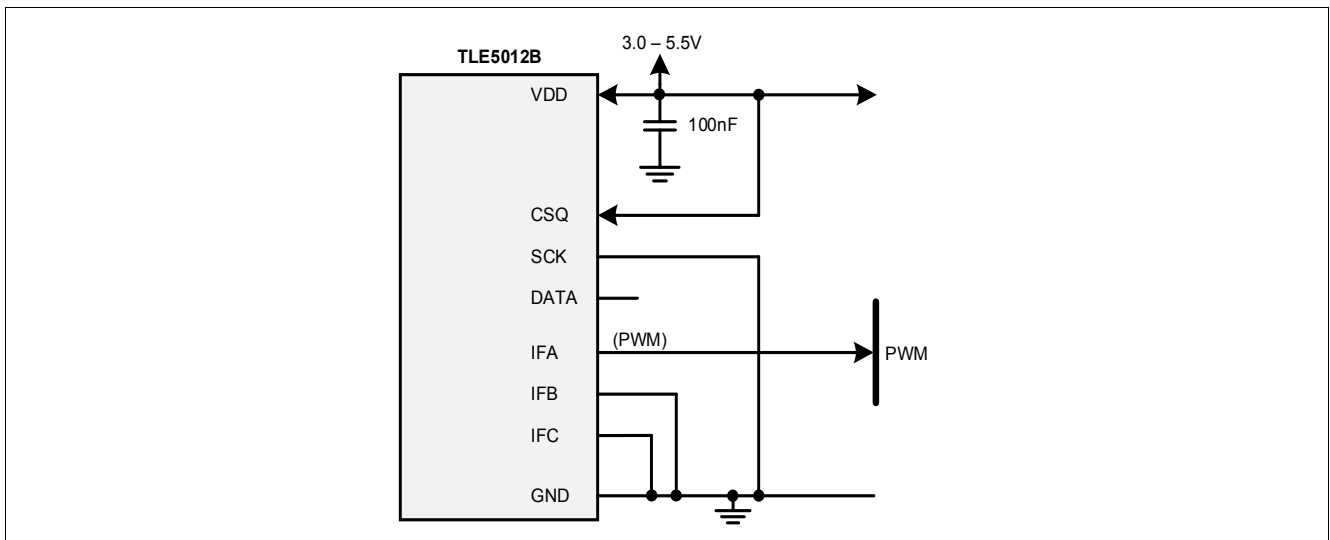 3.0 – 5.5V
TLE5012B
VDD
100nF
CSQ
SCK
DATA
IFA
(PWM)
PWM
IFB
IFC
GND